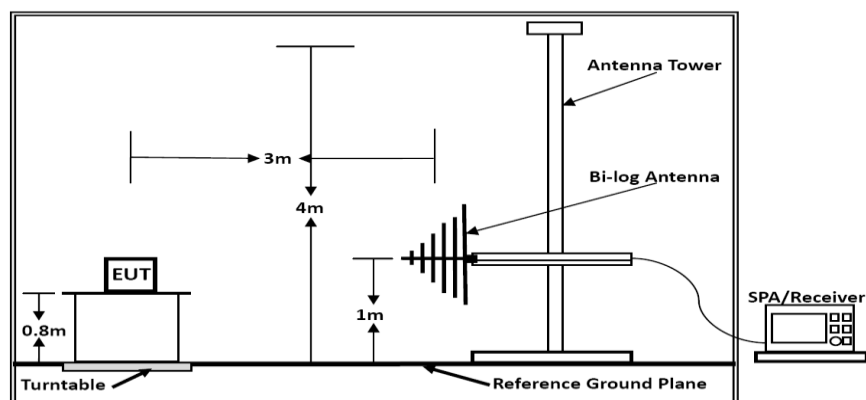 Antenna Tower
3m
Bi-log Antenna
4m
EUT
SPA/Receiver
0.8m
1m
Turntable
Reference Ground Plane